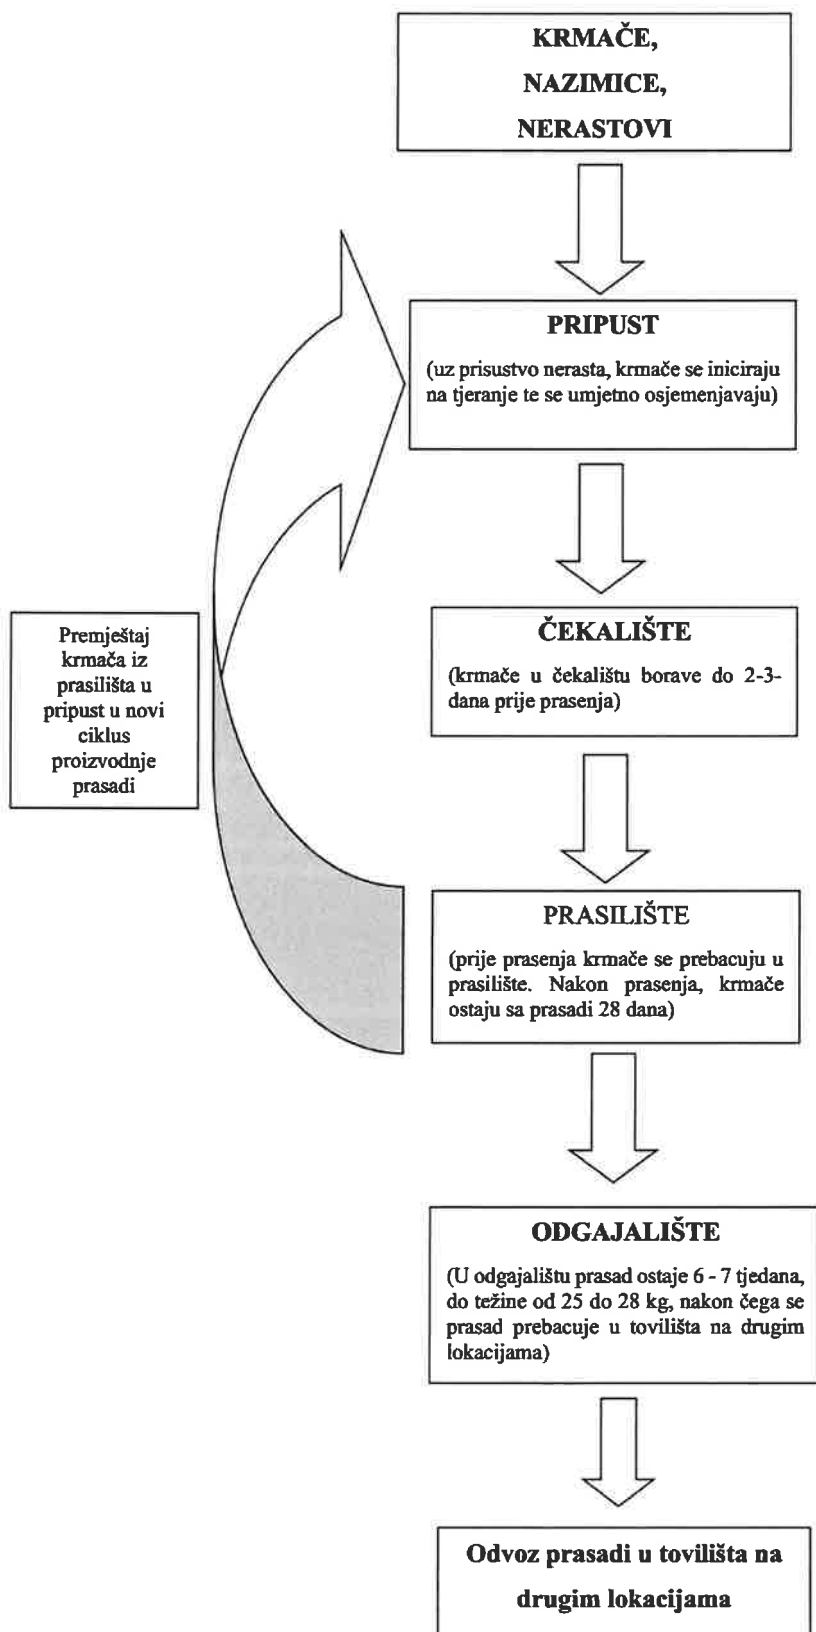 KRMAČE,
NAZIMICE,
NERASTOVI
PRIPUST
(uz prisustvo nerasta, krmače se iniciraju
na tjeranje te se umjetno osjemenjavaju)
Premještaj
krmača iz
prasilišta u
pripust u novi
ciklus
proizvodnje
prasadi
ČEKALIŠTE
(krmače u čekalištu borave do 2-3-
dana prije prasenja)
PRASILIŠTE
(prije prasenja krmače se prebacuju u
prasilište. Nakon prasenja, krmače
ostaju sa prasadi 28 dana)
ODGAJALIŠTE
(U odgajalištu prasad ostaje 6 - 7 tjedana,
do težine od 25 do 28 kg, nakon čega se
prasad prebacuje u tovilišta na drugim
lokacijama)
Odvoz prasadi u tovilišta na
drugim lokacijama